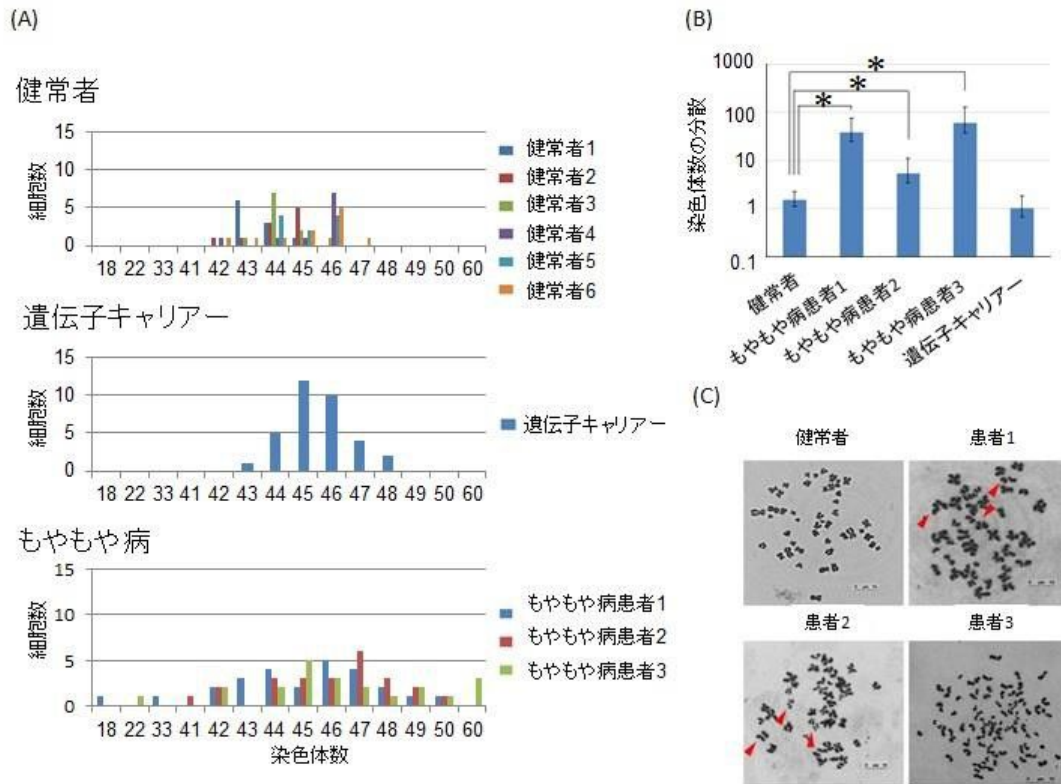 (A)
健常者
15
10
5
0
細胞数
18 22 33 41 42 43 44 45 46 47 48 49 50 60
健常者1
健常者2
健常者3
健常者4
健常者5
健常者6
遺伝子キャリアー
15
10
5
0
細胞数
18 22 33 41 42 43 44 45 46 47 48 49 50 60
遺伝子キャリアー
もやもや病
15
10
5
0
細胞数
18 22 33 41 42 43 44 45 46 47 48 49 50 60
染色体数
もやもや病患者1
もやもや病患者2
もやもや病患者3
(B)
1000
100
10
1
0.1
染色体数の分散
* * *
健常者
もやもや病患者1
もやもや病患者2
もやもや病患者3
遺伝子キャリアー
(C)
健常者
患者1
患者2
患者3